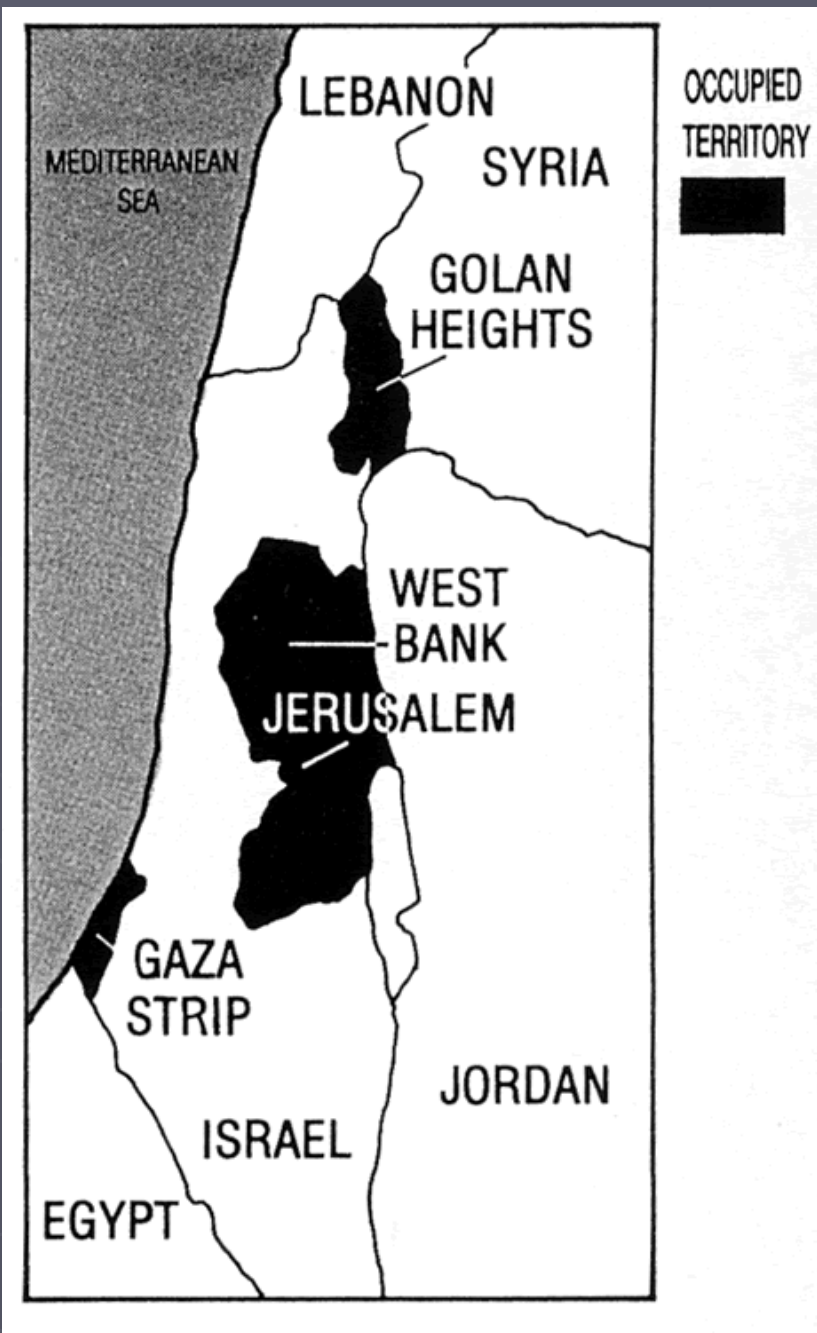 LEBANON
MEDITERRANEAN
SEA
SYRIA
GOLAN
HEIGHTS
WEST
BANK
JERUSALEM
GAZA
STRIP
JORDAN
ISRAEL
EGYPT
OCCUPIED
TERRITORY